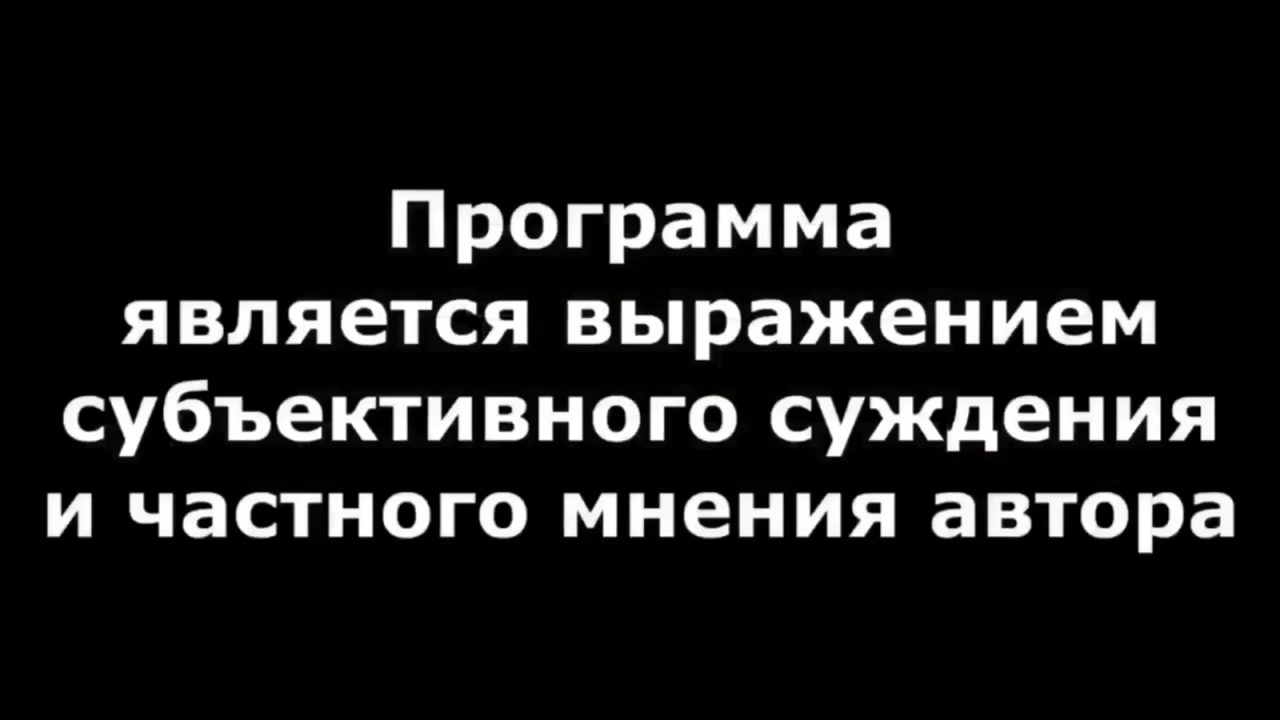 Программа
является выражением
субъективного суждения
и частного мнения автора